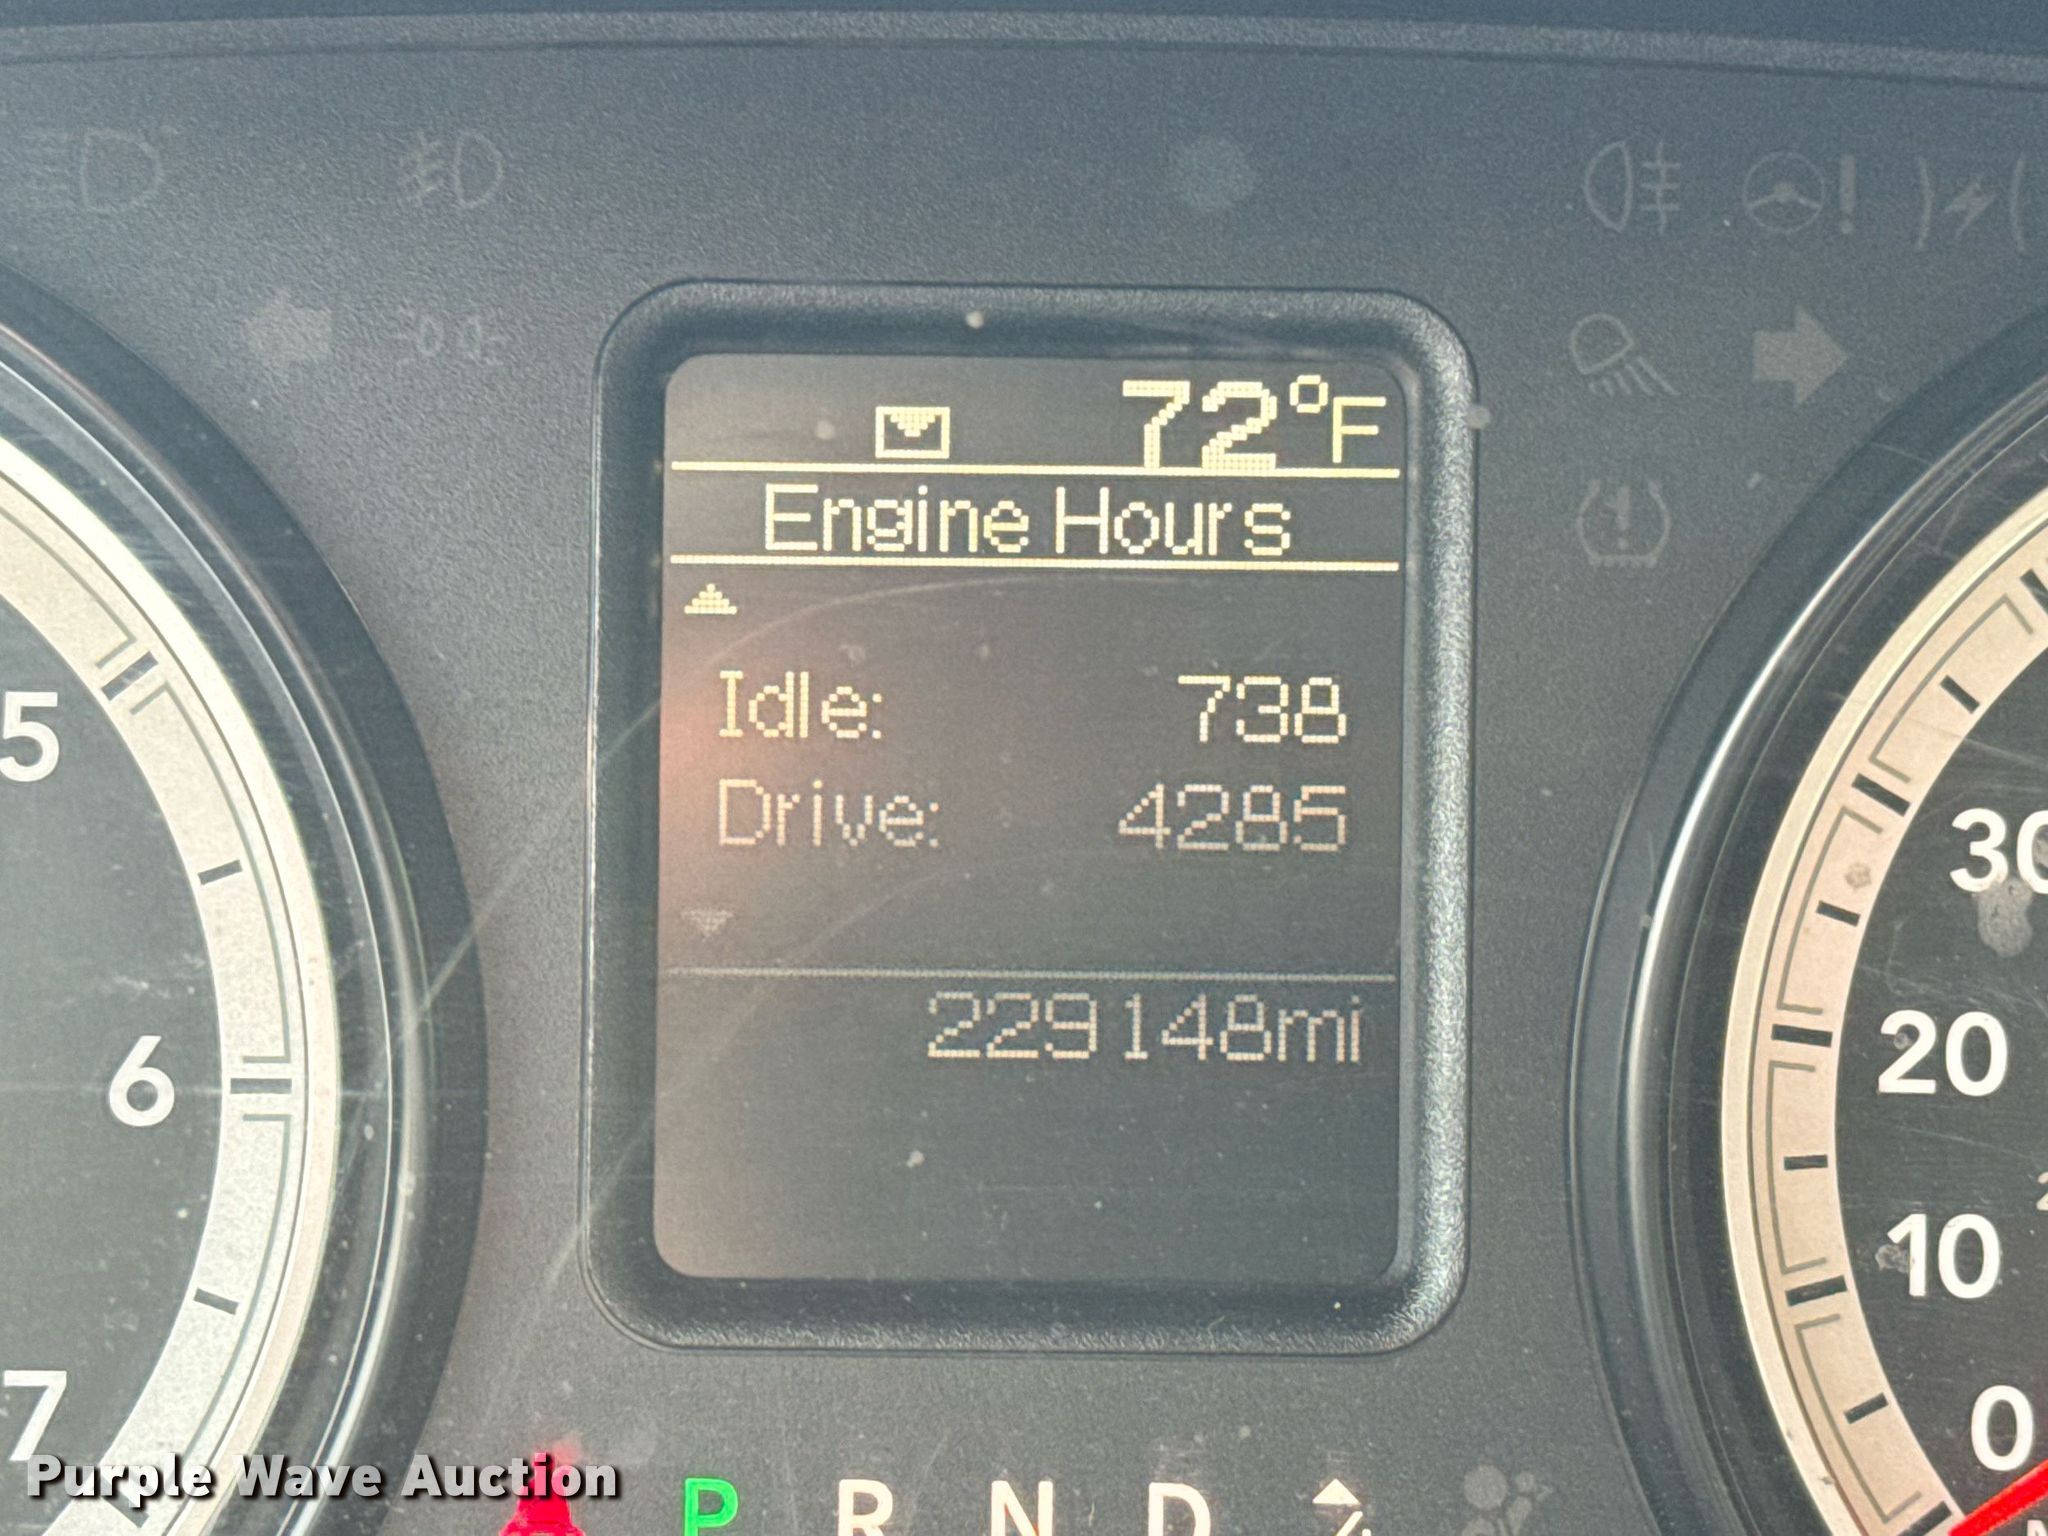 72°F
Engine Hours
Idle: 738
Drive: 4285
229148mi
5
6
7
30
20
10
0
P R N D
Purple Wave Auction